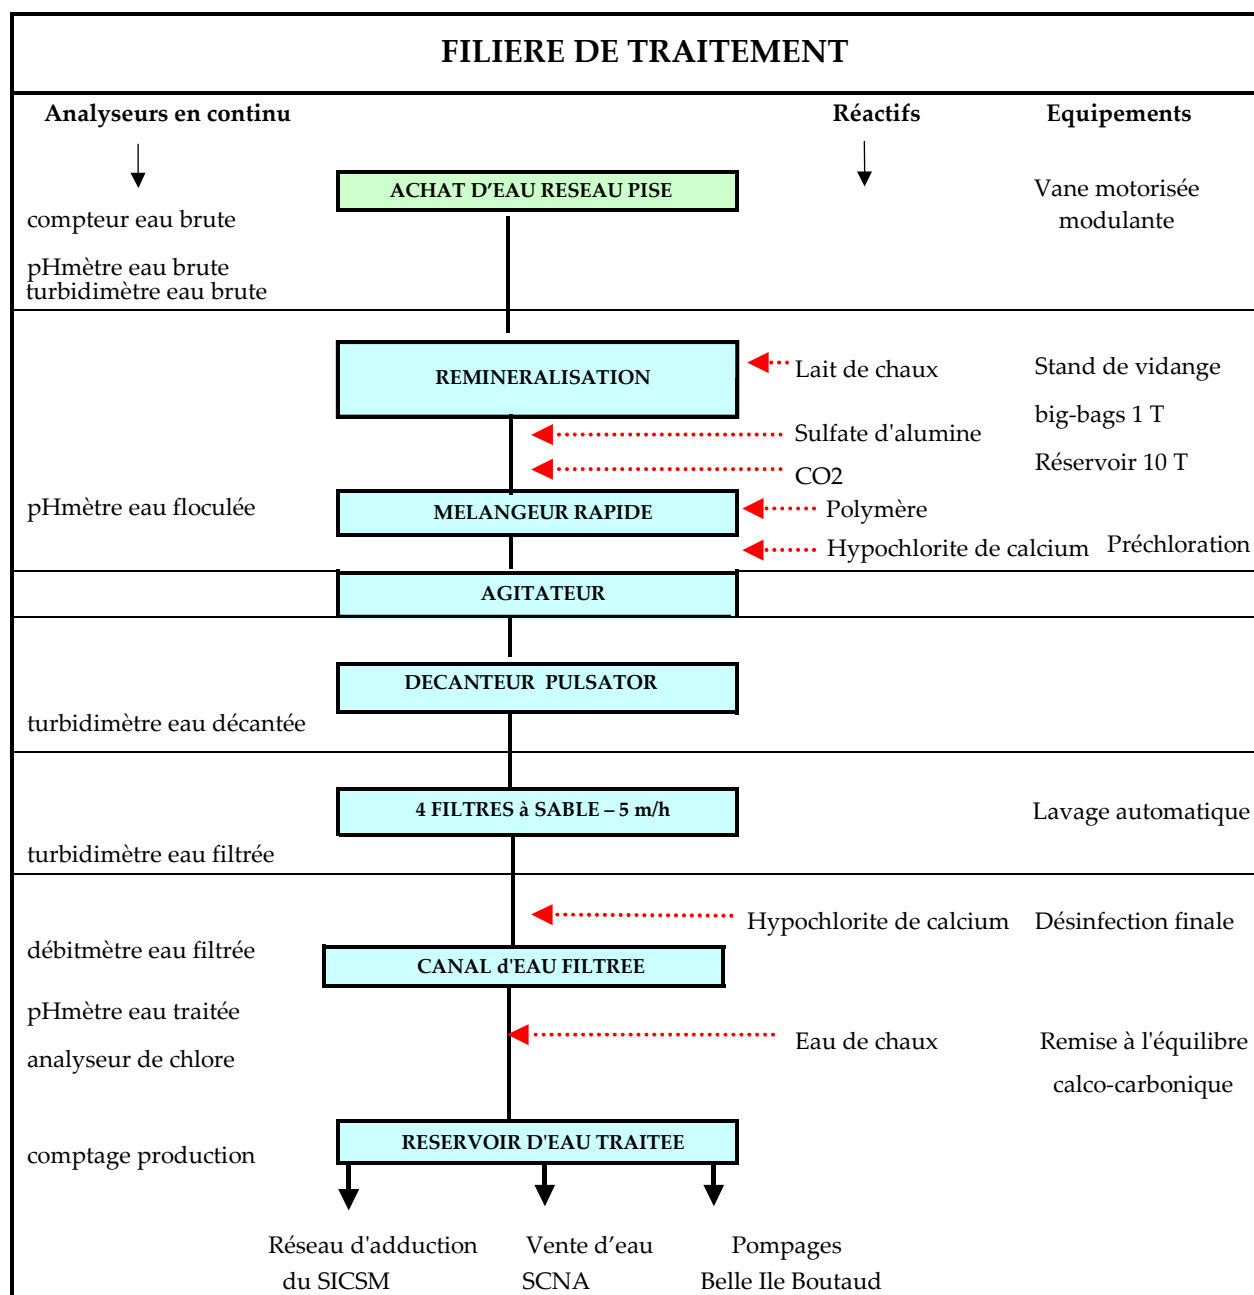 FILIERE DE TRAITEMENT
Analyseurs en continu
Réactifs
Equipements
ACHAT D'EAU RESEAU PISE
Vane motorisée
modulante
compteur eau brute
pHmètre eau brute
turbidimètre eau brute
REMINERALISATION
Lait de chaux
Stand de vidange
big-bags 1 T
Sulfate d'alumine
Réservoir 10 T
CO2
pHmètre eau floculée
MELANGEUR RAPIDE
Polymère
Hypochlorite de calcium
Préchloration
AGITATEUR
DECANTEUR PULSATOR
turbidimètre eau décantée
4 FILTRES à SABLE – 5 m/h
Lavage automatique
turbidimètre eau filtrée
Hypochlorite de calcium
Désinfection finale
débitmètre eau filtrée
CANAL d'EAU FILTREE
pHmètre eau traitée
analyseur de chlore
Eau de chaux
Remise à l'équilibre
calco-carbonique
RESERVOIR D'EAU TRAITEE
comptage production
Réseau d'adduction
du SICSM
Vente d'eau
SCNA
Pompages
Belle Ile Boutaud